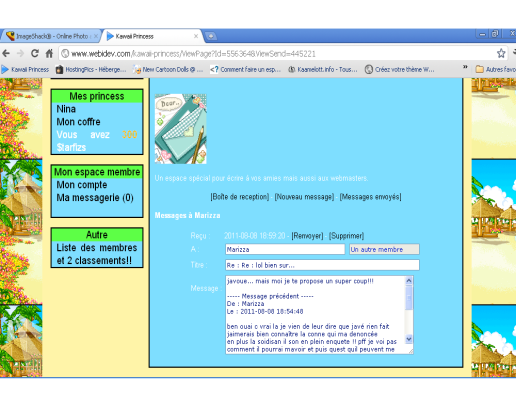 ImageShack® - Online Photo
Kawaii Princess
www.webidev.com/kawaii-princess/ViewPage?Id=556364&ViewSend=445221
Kawaii Princess
HostingPics - Héberge...
New Cartoon Dolls @ ...
Comment faire un esp...
Kaamelott.info - Tous...
Créez votre thème W...
Autres favo
Mes princess
Nina
Mon coffre
Vous avez
Starfizs
Mon espace membre
Mon compte
Ma messagerie (0)
Autre
Liste des membres
et 2 classements!!
Dear..
Un espace spécial pour écrire à vos amies mais aussi aux webmasters.
[Boîte de reception] [Nouveau message] [Messages envoyés]
Messages à Marizza
Reçu : 2011-08-08 18:59:20 - [Renvoyer] [Supprimer]
A : Marizza Un autre membre
Titre : Re : Re : lol bien sur...
Message :
javoue... mais moi je te propose un super coup!!!
----- Message précédent -----
De : Marizza
Le : 2011-08-08 18:54:48
ben ouai c vrai la je vien de leur dire que javé rien fait
jaimerais bien connaître la conne qui ma denoncée
en plus la soidisan il son en plein enquete !! pff je voi pas
comment il pourrai mavoir et puis quest quil peuvent me